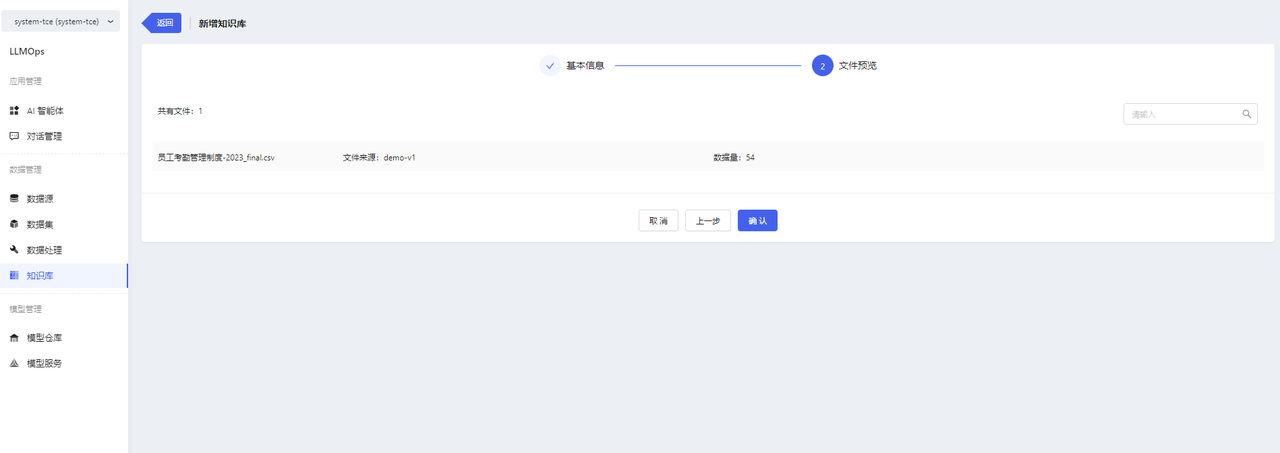 system-tce (system-tce)
返回
新增知识库
LLMOps
基本信息
2
文件预览
应用管理
AI 智能体
对话管理
共有文件：1
请输入
员工考勤管理制度-2023_final.csv
文件来源：demo-v1
数据量：54
数据管理
数据源
数据集
数据处理
知识库
取 消
上一步
确 认
模型管理
模型仓库
模型服务